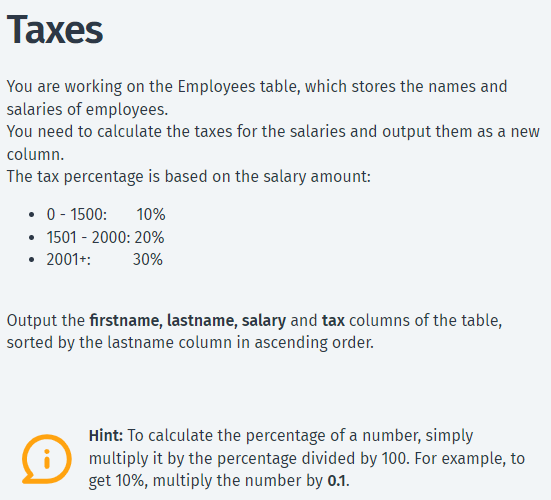 Taxes
You are working on the Employees table, which stores the names and
salaries of employees.
You need to calculate the taxes for the salaries and output them as a new
column.
The tax percentage is based on the salary amount:
• 0 - 1500: 10%
• 1501 - 2000: 20%
• 2001+: 30%
Output the firstname, lastname, salary and tax columns of the table,
sorted by the lastname column in ascending order.
Hint: To calculate the percentage of a number, simply
multiply it by the percentage divided by 100. For example, to
get 10%, multiply the number by 0.1.